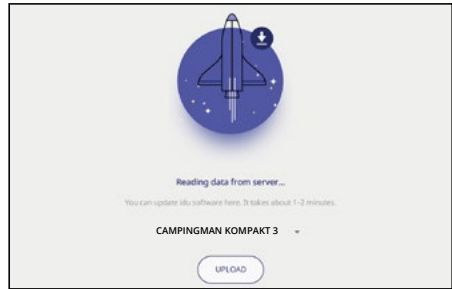 Reading data from server...
You can update idu software here. It takes about 1-2 minutes.
CAMPINGMAN KOMPAKT 3
UPLOAD